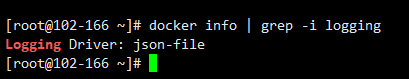 [root@102-166 ~]# docker info | grep -i logging
Logging Driver: json-file
[root@102-166 ~]#